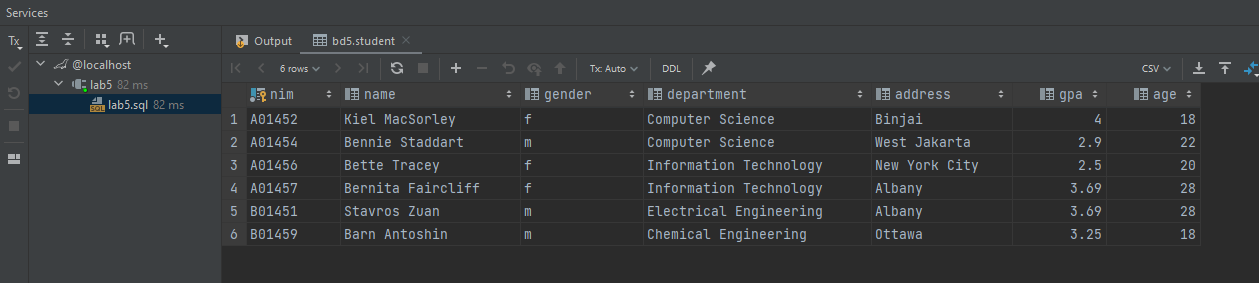 Services
Tx
Output bd5.student
@localhost
6 rows Tx: Auto DDL CSV
lab5 82 ms
nim name gender department address gpa age
lab5.sql 82 ms
SQL
1 A01452 Kiel MacSorley f Computer Science Binjai 4 18
2 A01454 Bennie Staddart m Computer Science West Jakarta 2.9 22
3 A01456 Bette Tracey f Information Technology New York City 2.5 20
4 A01457 Bernita Faircliff f Information Technology Albany 3.69 28
5 B01451 Stavros Zuan m Electrical Engineering Albany 3.69 28
6 B01459 Barn Antoshin m Chemical Engineering Ottawa 3.25 18